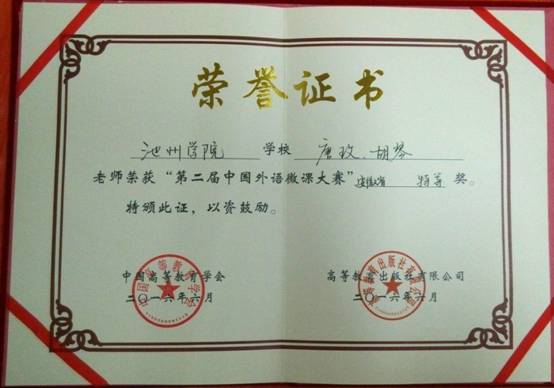 荣誉证书
池州学院 学校 唐玫、胡琴
老师荣获“第二届中国外语微课大赛”安徽省 特等 奖。
特颁此证，以资鼓励。
中国高等教育学会 高等教育出版社有限公司
二〇一六年六月 二〇一六年六月